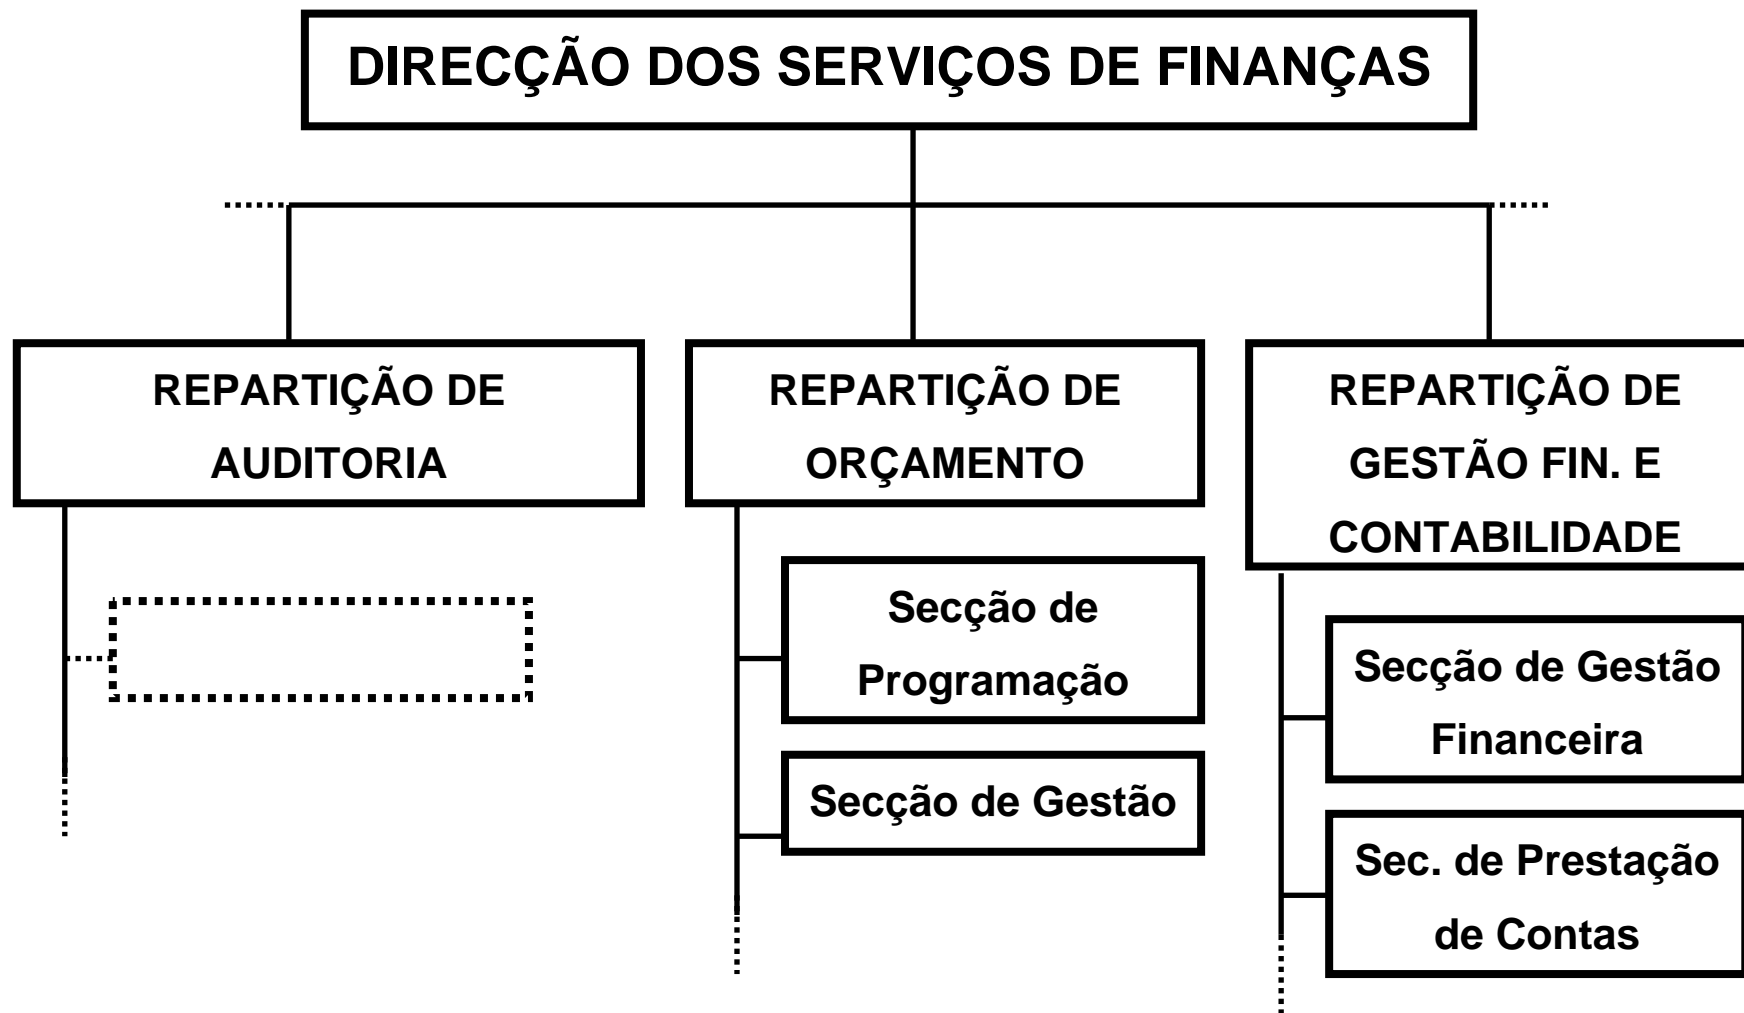 DIRECÇÃO DOS SERVIÇOS DE FINANÇAS
REPARTIÇÃO DE
AUDITORIA
REPARTIÇÃO DE
ORÇAMENTO
Secção de
Programação
Secção de Gestão
REPARTIÇÃO DE
GESTÃO FIN. E
CONTABILIDADE
Secção de Gestão
Financeira
Sec. de Prestação
de Contas